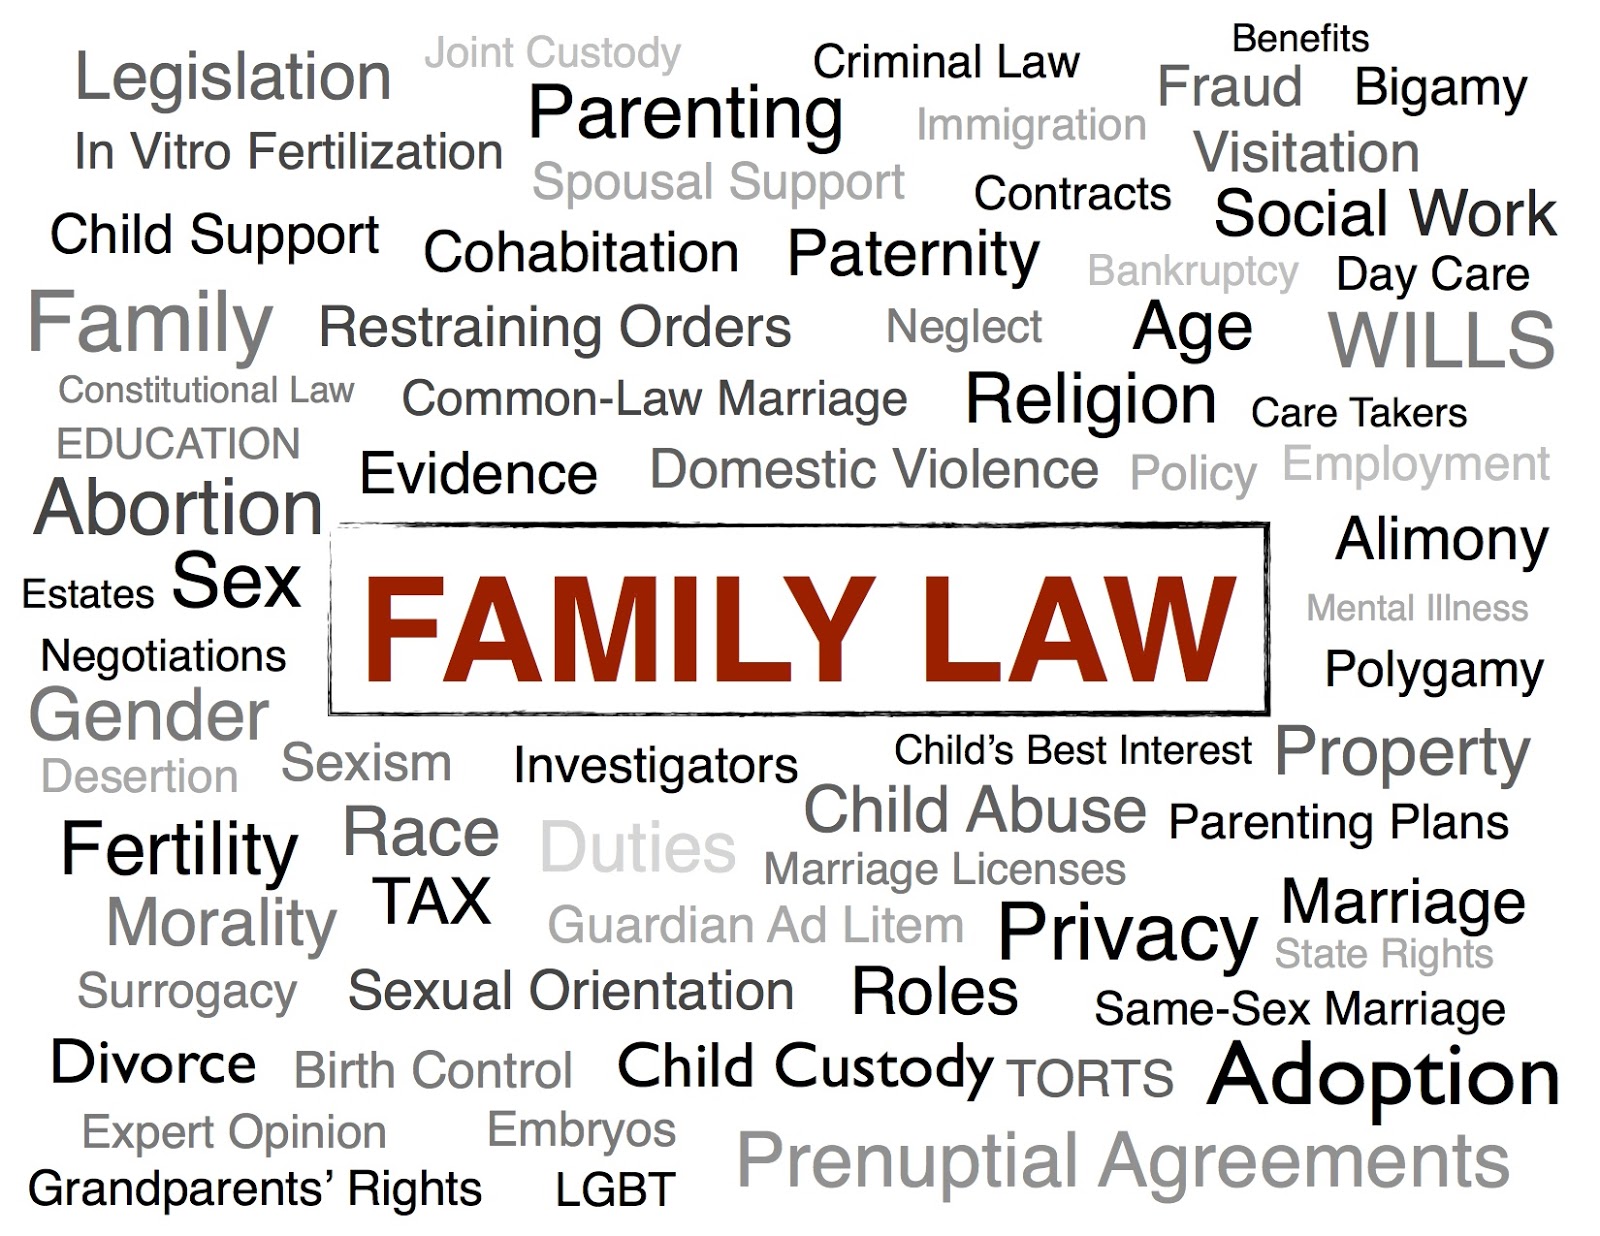 Benefits
Legislation
Joint Custody
Criminal Law
Fraud
Bigamy
Parenting
Immigration
In Vitro Fertilization
Visitation
Spousal Support
Contracts
Social Work
Child Support
Cohabitation
Paternity
Bankruptcy
Day Care
Family
Restraining Orders
Neglect
Age
WILLS
Constitutional Law
Common-Law Marriage
Religion
Care Takers
EDUCATION
Evidence
Domestic Violence
Policy
Employment
Abortion
Alimony
Estates
Sex
FAMILY LAW
Mental Illness
Negotiations
Polygamy
Gender
Desertion
Sexism
Investigators
Child’s Best Interest
Property
Child Abuse
Parenting Plans
Fertility
Race
Duties
Marriage Licenses
TAX
Marriage
Morality
Guardian Ad Litem
Privacy
State Rights
Surrogacy
Sexual Orientation
Roles
Same-Sex Marriage
Divorce
Birth Control
Child Custody
TORTS
Adoption
Expert Opinion
Embryos
Prenuptial Agreements
Grandparents’ Rights
LGBT